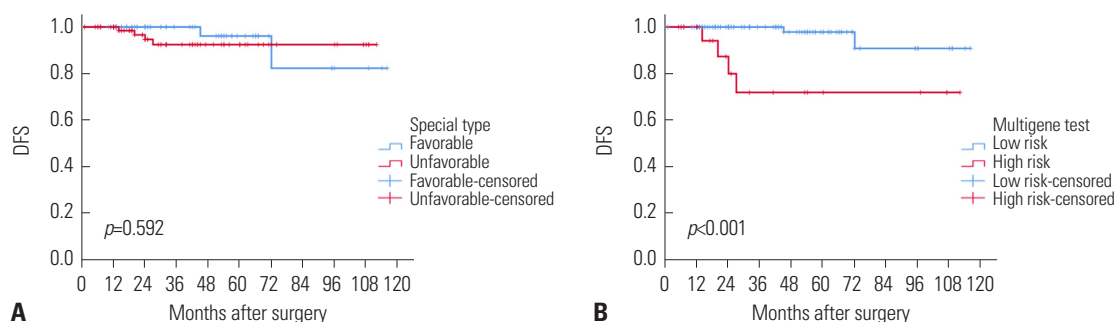 1.0
0.8
0.6
0.4
0.2
0.0
DFS
Special type
Favorable
Unfavorable
Favorable-censored
Unfavorable-censored
p=0.592
0 12 24 36 48 60 72 84 96 108 120
Months after surgery
A
1.0
0.8
0.6
0.4
0.2
0.0
DFS
Multigene test
Low risk
High risk
Low risk-censored
High risk-censored
p<0.001
0 12 24 36 48 60 72 84 96 108 120
Months after surgery
B